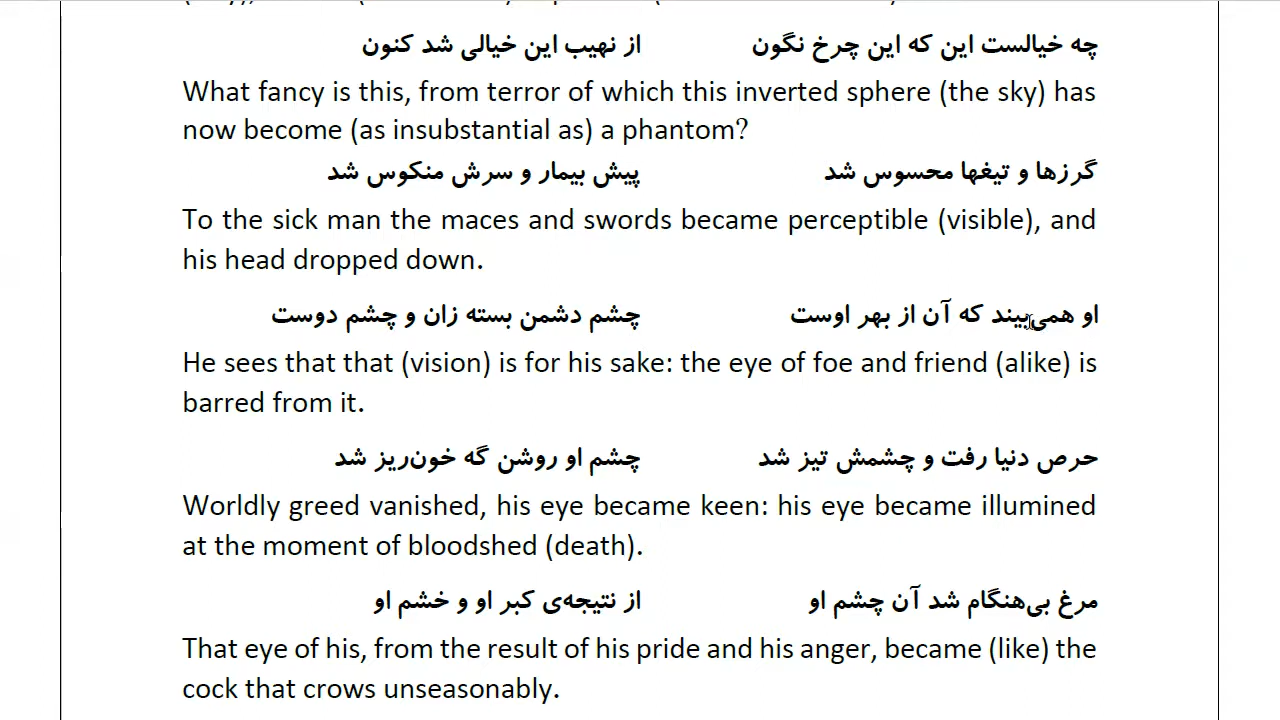 چه خیالست این که این چرخ نگون از نهیب این خیالی شد کنون
What fancy is this, from terror of which this inverted sphere (the sky) has
now become (as insubstantial as) a phantom?
گرزها و تیغها محسوس شد پیش بیمار و سرش منکوس شد
To the sick man the maces and swords became perceptible (visible), and
his head dropped down.
او همی‌بیند که آن از بهر اوست چشم دشمن بسته زان و چشم دوست
He sees that that (vision) is for his sake: the eye of foe and friend (alike) is
barred from it.
حرص دنیا رفت و چشمش تیز شد چشم او روشن گه خون‌ریز شد
Worldly greed vanished, his eye became keen: his eye became illumined
at the moment of bloodshed (death).
مرغ بی‌هنگام شد آن چشم او از نتیجه‌ی کبر او و خشم او
That eye of his, from the result of his pride and his anger, became (like) the
cock that crows unseasonably.